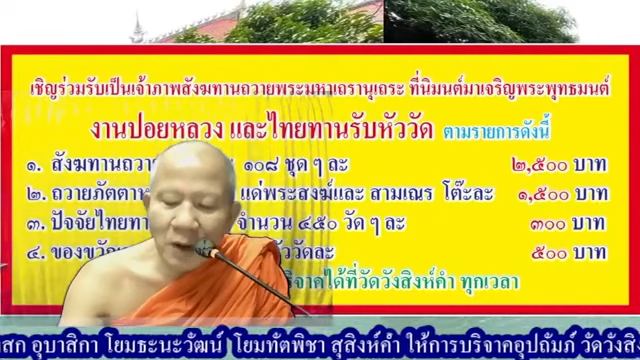 เชิญร่วมรับเป็นเจ้าภาพสังฆทานถวายพระมหาเถรานุเถระ ที่นิมนต์มาเจริญพระพุทธมนต์
งานปอยหลวง และไทยทานรับหัววัด ตามรายการดังนี้
๑. สังฆทานถวาย ๑๐๘ ชุด ๆ ละ ๒,๕๐๐ บาท
๒. ถวายภัตตาห แด่พระสงฆ์และ สามเณร โต๊ะละ ๑,๕๐๐ บาท
๓. ปัจจัยไทยทา จำนวน ๔๕๐ วัด ๆ ละ ๓๐๐ บาท
๔. ของขวัญ วละ ๕๐๐ บาท
ริจาคได้ที่วัดวังสิงห์คำ ทุกเวลา
าสก อุบาสิกา โยมธะนะวัฒน์ โยมทัตพิชา สุสิงห์คำ ให้การบริจาคอุปถัมภ์ วัดวังสิง